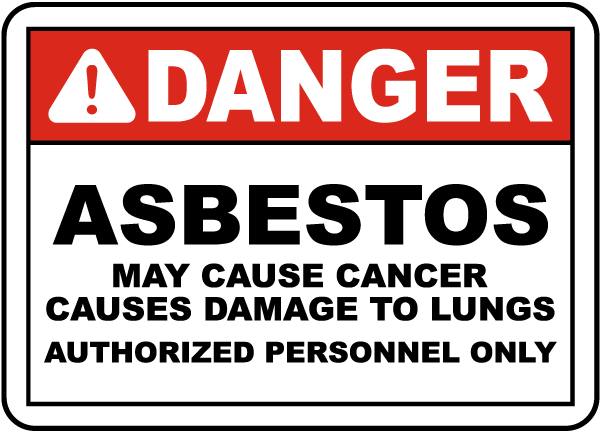 DANGER
ASBESTOS
MAY CAUSE CANCER
CAUSES DAMAGE TO LUNGS
AUTHORIZED PERSONNEL ONLY